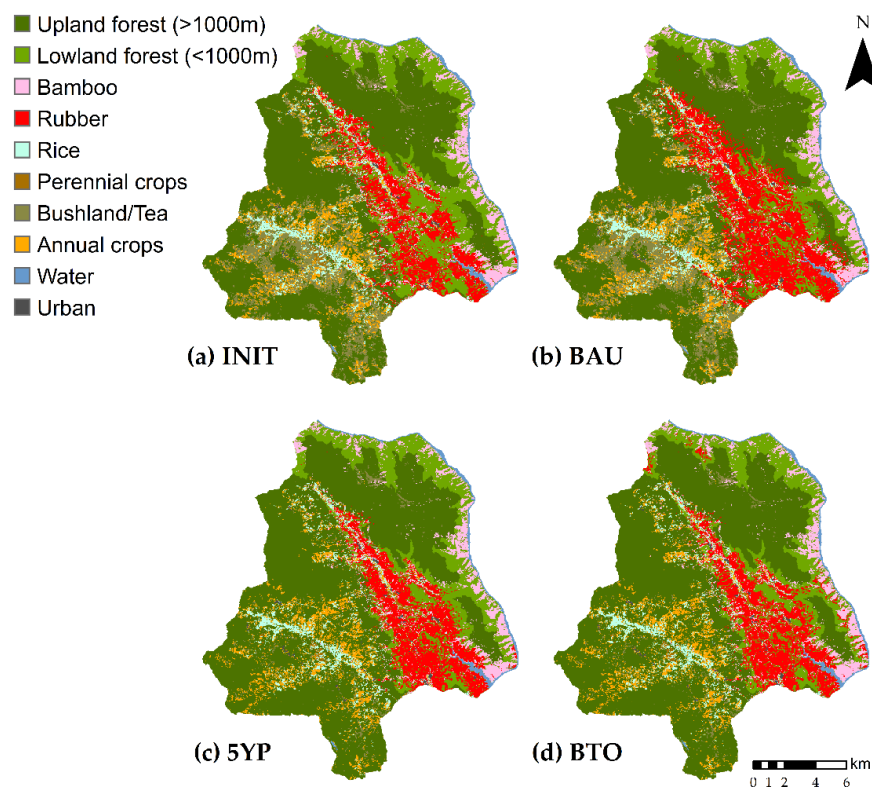 Upland forest (>1000m)
Lowland forest (<1000m)
Bamboo
Rubber
Rice
Perennial crops
Bushland/Tea
Annual crops
Water
Urban
N
(a) INIT
(b) BAU
(c) 5YP
(d) BTO
km
0 1 2 4 6